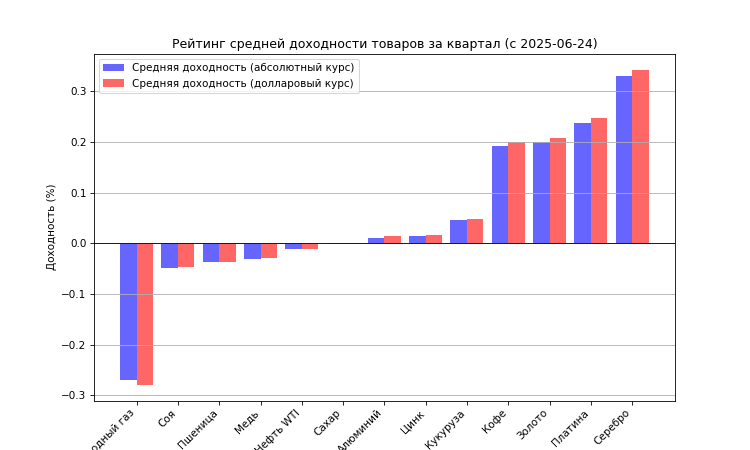 Рейтинг средней доходности товаров за квартал (с 2025-06-24)
Средняя доходность (абсолютный курс)
Средняя доходность (долларовый курс)
Доходность (%)
0.3
0.2
0.1
0.0
−0.1
−0.2
−0.3
одный газ
Соя
Пшеница
Медь
Нефть WTI
Сахар
Алюминий
Цинк
Кукуруза
Кофе
Золото
Платина
Серебро